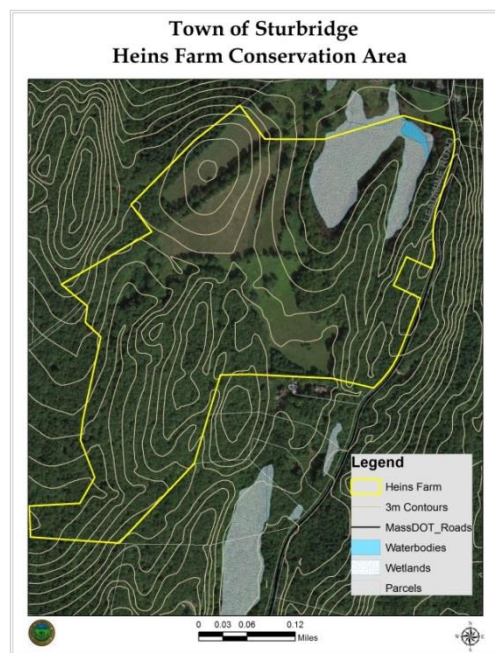 Town of Sturbridge
Heins Farm Conservation Area
Legend
Heins Farm
3m Contours
MassDOT_Roads
Waterbodies
Wetlands
Parcels
0 0.03 0.06 0.12
Miles